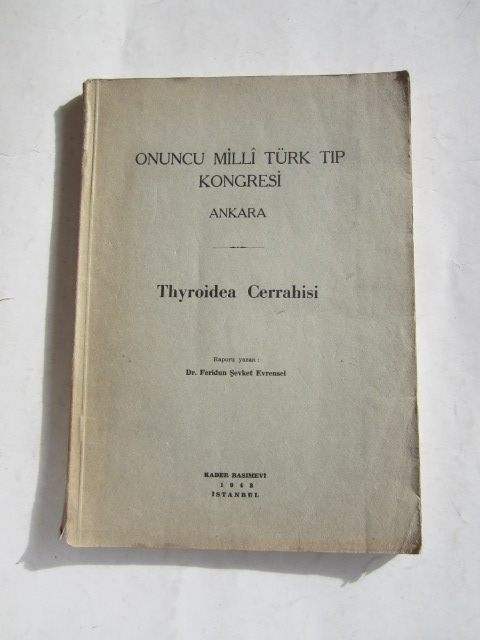 ONUNCU MİLLÎ TÜRK TIP
KONGRESİ
ANKARA
Thyroidea Cerrahisi
Raporu yazan :
Dr. Feridun Şevket Evrensel
KADER BASIMEVİ
1948
İSTANBUL